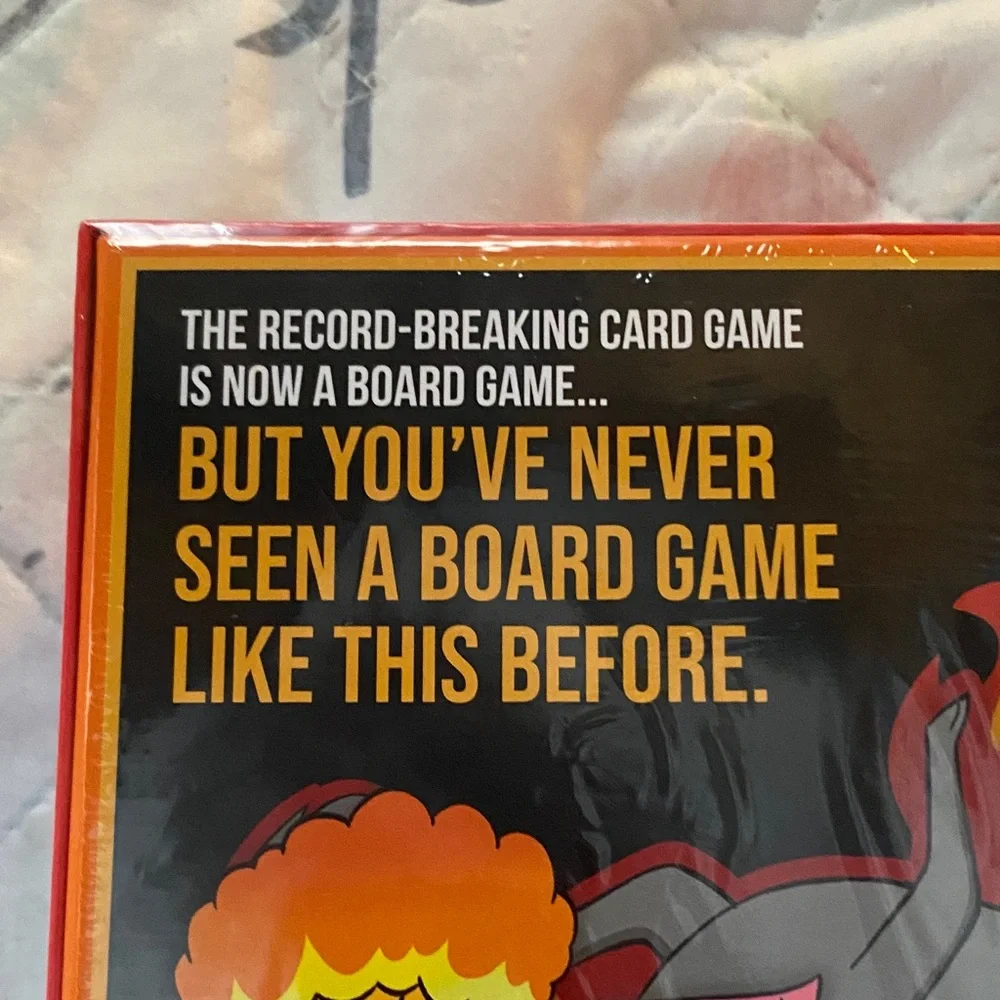 THE RECORD-BREAKING CARD GAME
IS NOW A BOARD GAME...
BUT YOU'VE NEVER
SEEN A BOARD GAME
LIKE THIS BEFORE.